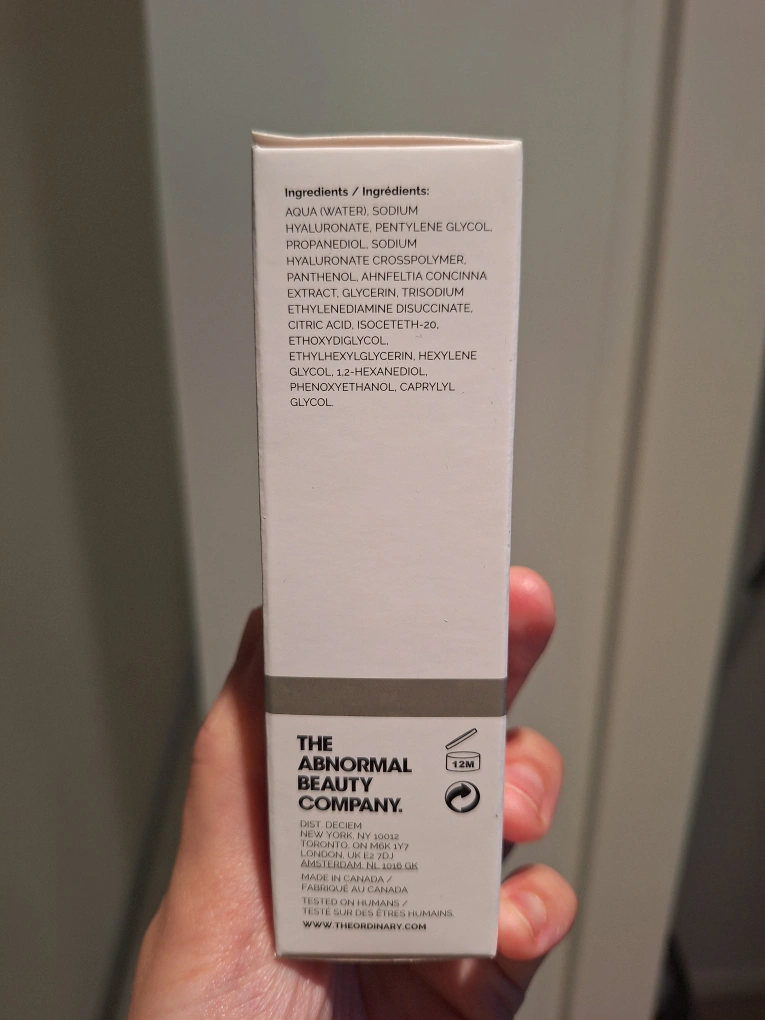 Ingredients / Ingrédients:
AQUA (WATER), SODIUM
HYALURONATE, PENTYLENE GLYCOL,
PROPANEDIOL, SODIUM
HYALURONATE CROSSPOLYMER,
PANTHENOL, AHNFELTIA CONCINNA
EXTRACT, GLYCERIN, TRISODIUM
ETHYLENEDIAMINE DISUCCINATE,
CITRIC ACID, ISOCETETH-20,
ETHOXYDIGLYCOL,
ETHYLHEXYLGLYCERIN, HEXYLENE
GLYCOL, 1,2-HEXANEDIOL,
PHENOXYETHANOL, CAPRYLYL
GLYCOL.
THE
ABNORMAL
BEAUTY
COMPANY.
12M
DIST. DECIEM
NEW YORK, NY 10012
TORONTO, ON M6K 1Y7
LONDON, UK E2 7DJ
AMSTERDAM, NL 1016 GK
MADE IN CANADA /
FABRIQUÉ AU CANADA
TESTED ON HUMANS /
TESTÉ SUR DES ÊTRES HUMAINS.
WWW.THEORDINARY.COM